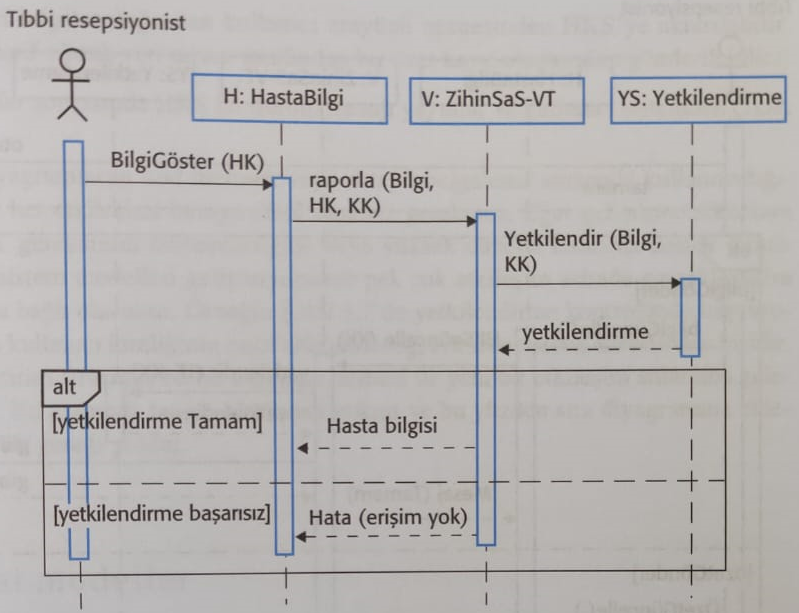 Tıbbi resepsiyonist
H: HastaBilgi
V: ZihinSaS-VT
YS: Yetkilendirme
BilgiGöster (HK)
raporla (Bilgi,
HK, KK)
Yetkilendir (Bilgi,
KK)
yetkilendirme
alt
[yetkilendirme Tamam]
Hasta bilgisi
[yetkilendirme başarısız]
Hata (erişim yok)